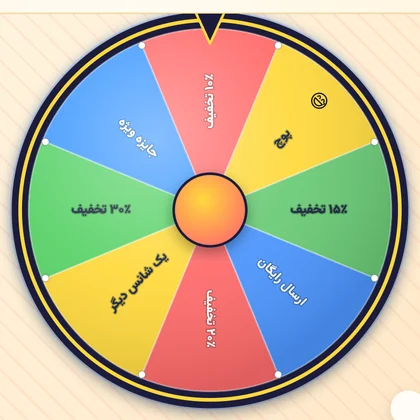 ۱۰٪ تخفیف
پوچ
۱۵٪ تخفیف
ارسال رایگان
۲۰٪ تخفیف
یک شانس دیگر
۳۰٪ تخفیف
جایزه ویژه